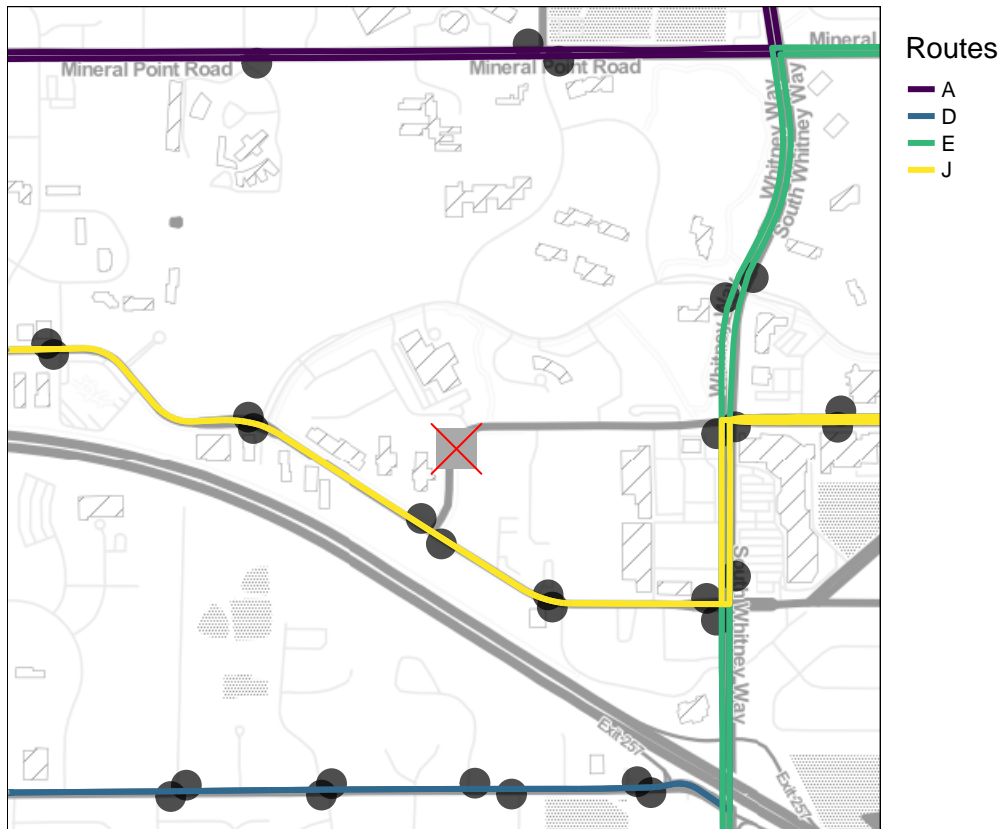 Mineral Point Road
Mineral Point Road
Mineral
Whitney Way
South Whitney Way
Whitney Way
South Whitney Way
Exit 257
Exit 257
Routes
A
D
E
J